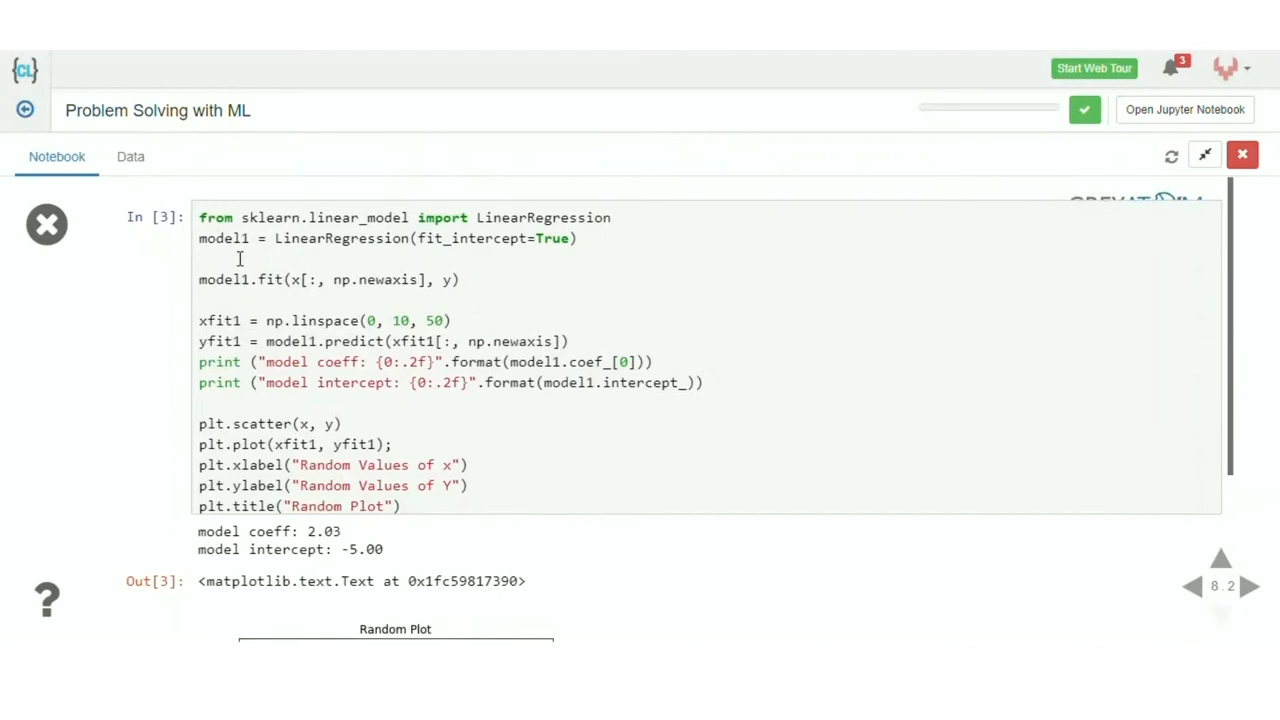 {CL}
Start Web Tour
3
Problem Solving with ML
Open Jupyter Notebook
Notebook
Data
In [3]:
from sklearn.linear_model import LinearRegression
model1 = LinearRegression(fit_intercept=True)
model1.fit(x[:, np.newaxis], y)
xfit1 = np.linspace(0, 10, 50)
yfit1 = model1.predict(xfit1[:, np.newaxis])
print ("model coeff: {0:.2f}".format(model1.coef_[0]))
print ("model intercept: {0:.2f}".format(model1.intercept_))
plt.scatter(x, y)
plt.plot(xfit1, yfit1);
plt.xlabel("Random Values of x")
plt.ylabel("Random Values of Y")
plt.title("Random Plot")
model coeff: 2.03
model intercept: -5.00
Out[3]: <matplotlib.text.Text at 0x1fc59817390>
8.2
?
Random Plot